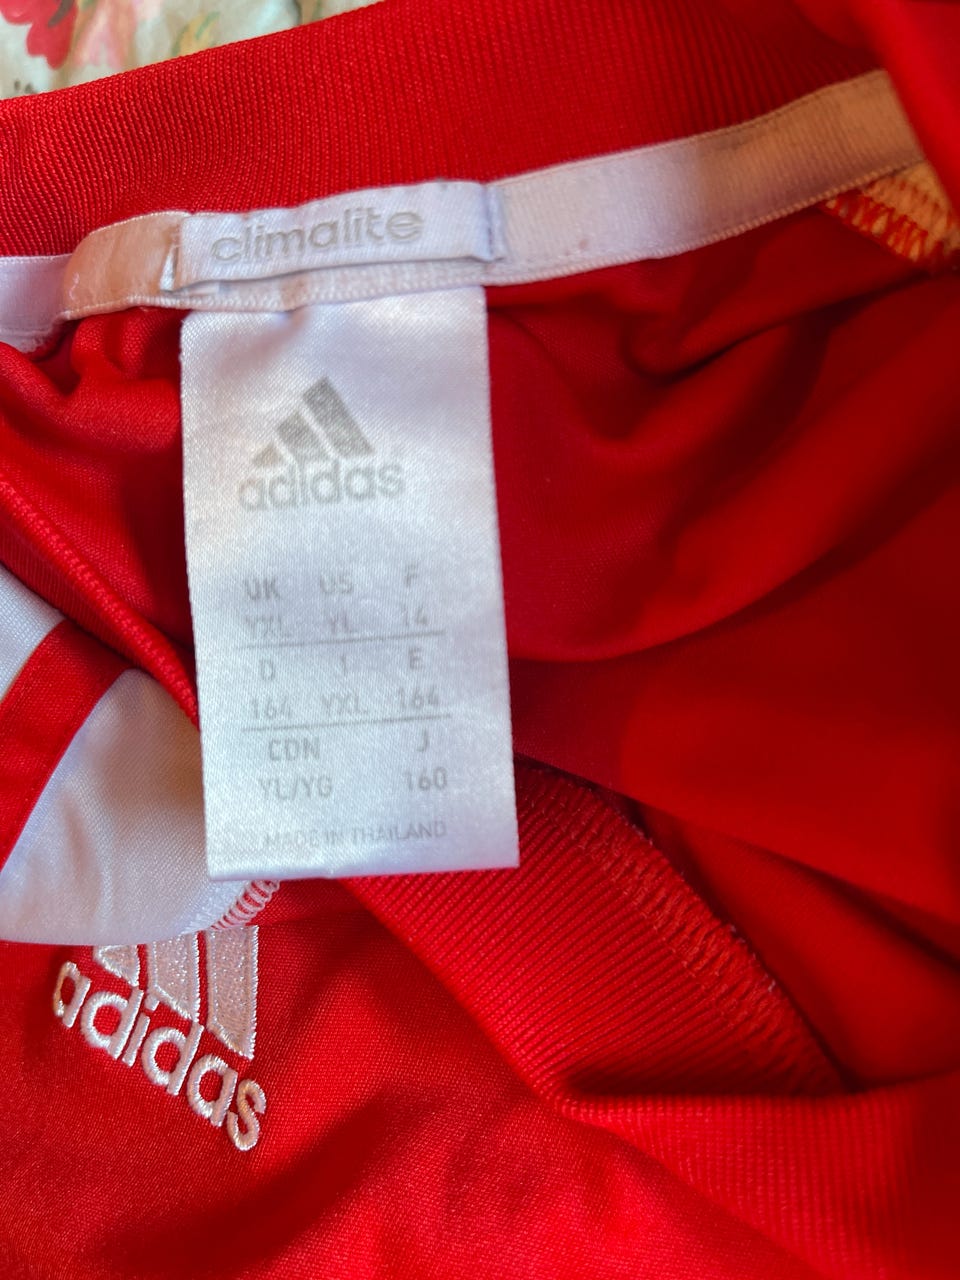 climalite
adidas
UK US F
YXL YL 14
D I E
164 YXL 164
CDN J
YL/YG 160
MADE IN THAILAND
adidas